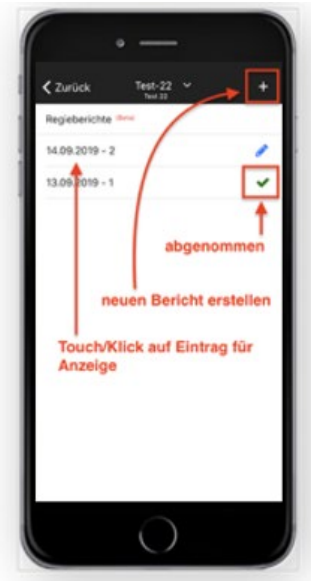 Zurück
Test-22
Test 22
+
Regieberichte (Beta)
14.09.2019 - 2
13.09.2019 - 1
abgenommen
neuen Bericht erstellen
Touch/Klick auf Eintrag für
Anzeige